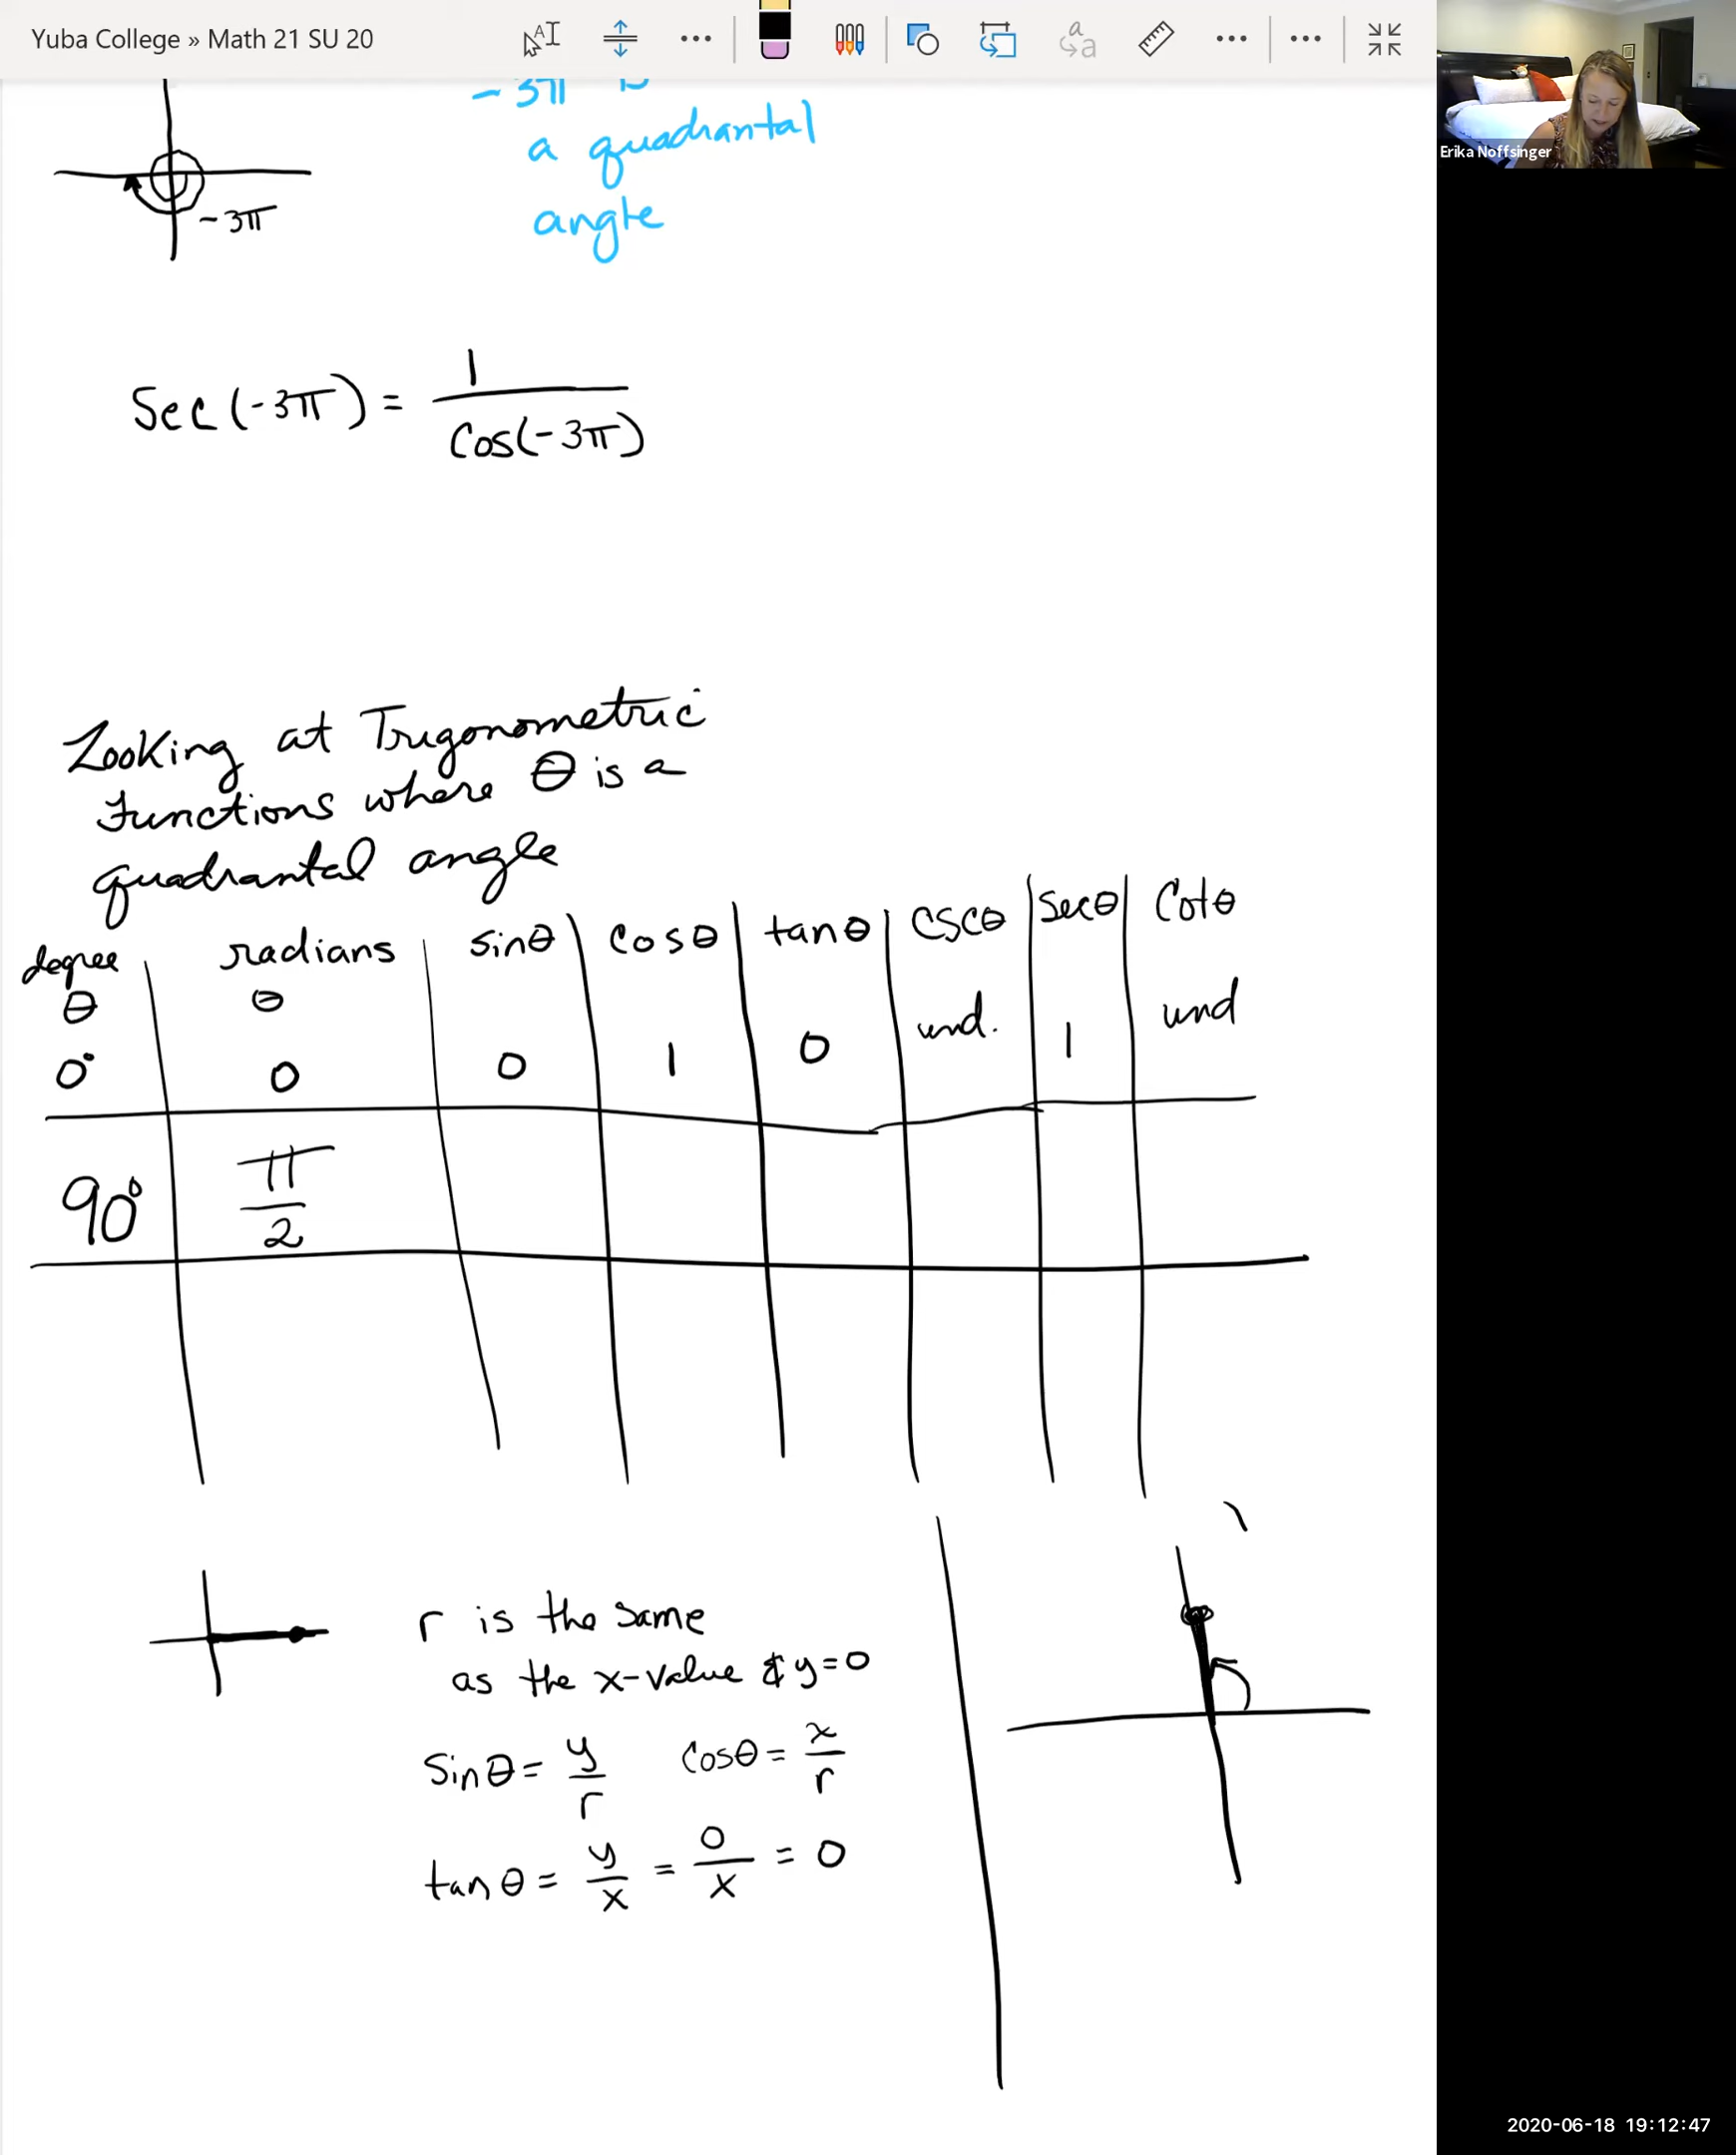 Yuba College » Math 21 SU 20
Erika Noffsinger
-3π is
a quadrantal
angle
-3π
Sec(-3π) = 1/Cos(-3π)
Looking at Trigonometric
Functions where θ is a
quadrantal angle
degree θ | radians θ | sinθ | Cosθ | tanθ | CSCθ | Secθ | Cotθ
0° | 0 | 0 | 1 | 0 | und. | 1 | und
90° | π/2
r is the same
as the x-value & y=0
Sinθ = y/r Cosθ = x/r
tanθ = y/x = 0/x = 0
2020-06-18 19:12:47